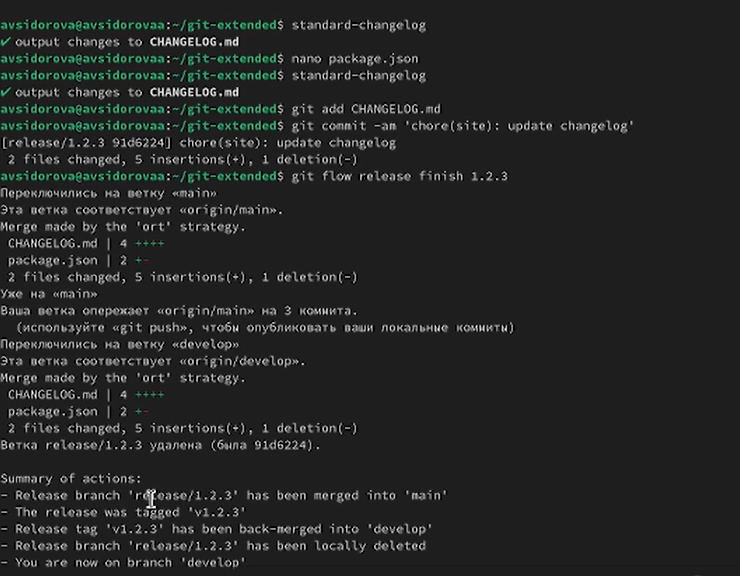 avsidorova@avsidorovaa:~/git-extended$ standard-changelog
✔ output changes to CHANGELOG.md
avsidorova@avsidorovaa:~/git-extended$ nano package.json
avsidorova@avsidorovaa:~/git-extended$ standard-changelog
✔ output changes to CHANGELOG.md
avsidorova@avsidorovaa:~/git-extended$ git add CHANGELOG.md
avsidorova@avsidorovaa:~/git-extended$ git commit -am 'chore(site): update changelog'
[release/1.2.3 91d6224] chore(site): update changelog
 2 files changed, 5 insertions(+), 1 deletion(-)
avsidorova@avsidorovaa:~/git-extended$ git flow release finish 1.2.3
Переключились на ветку «main»
Эта ветка соответствует «origin/main».
Merge made by the 'ort' strategy.
 CHANGELOG.md | 4 ++++
 package.json | 2 +-
 2 files changed, 5 insertions(+), 1 deletion(-)
Уже на «main»
Ваша ветка опережает «origin/main» на 3 коммита.
  (используйте «git push», чтобы опубликовать ваши локальные коммиты)
Переключились на ветку «develop»
Эта ветка соответствует «origin/develop».
Merge made by the 'ort' strategy.
 CHANGELOG.md | 4 ++++
 package.json | 2 +-
 2 files changed, 5 insertions(+), 1 deletion(-)
Ветка release/1.2.3 удалена (была 91d6224).
Summary of actions:
- Release branch 'release/1.2.3' has been merged into 'main'
- The release was tagged 'v1.2.3'
- Release tag 'v1.2.3' has been back-merged into 'develop'
- Release branch 'release/1.2.3' has been locally deleted
- You are now on branch 'develop'